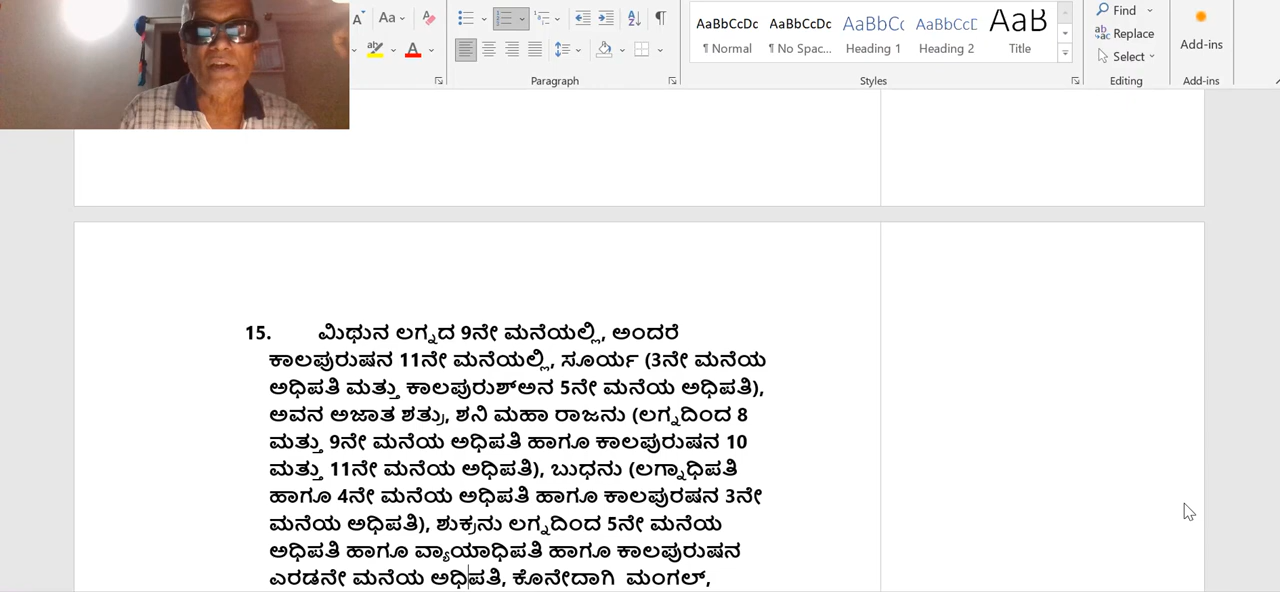 Aa
Find
Replace
Select
Add-ins
AaBbCcDc AaBbCcDc AaBbCc AaBbCcD AaB
¶ Normal ¶ No Spac... Heading 1 Heading 2 Title
Paragraph Styles Editing Add-ins
15. ಮಿಥುನ ಲಗ್ನದ 9ನೇ ಮನೆಯಲ್ಲಿ, ಅಂದರೆ
ಕಾಲಪುರುಷನ 11ನೇ ಮನೆಯಲ್ಲಿ, ಸೂರ್ಯ (3ನೇ ಮನೆಯ
ಅಧಿಪತಿ ಮತ್ತು ಕಾಲಪುರುಶ್ಅನ 5ನೇ ಮನೆಯ ಅಧಿಪತಿ),
ಅವನ ಅಜಾತ ಶತ್ರು, ಶನಿ ಮಹಾ ರಾಜನು (ಲಗ್ನದಿಂದ 8
ಮತ್ತು 9ನೇ ಮನೆಯ ಅಧಿಪತಿ ಹಾಗೂ ಕಾಲಪುರುಷನ 10
ಮತ್ತು 11ನೇ ಮನೆಯ ಅಧಿಪತಿ), ಬುಧನು (ಲಗ್ನಾಧಿಪತಿ
ಹಾಗೂ 4ನೇ ಮನೆಯ ಅಧಿಪತಿ ಹಾಗೂ ಕಾಲಪುರಷನ 3ನೇ
ಮನೆಯ ಅಧಿಪತಿ), ಶುಕ್ರನು ಲಗ್ನದಿಂದ 5ನೇ ಮನೆಯ
ಅಧಿಪತಿ ಹಾಗೂ ವ್ಯಾಯಾಧಿಪತಿ ಹಾಗೂ ಕಾಲಪುರುಷನ
ಎರಡನೇ ಮನೆಯ ಅಧಿಪತಿ, ಕೊನೇದಾಗಿ ಮಂಗಲ್,